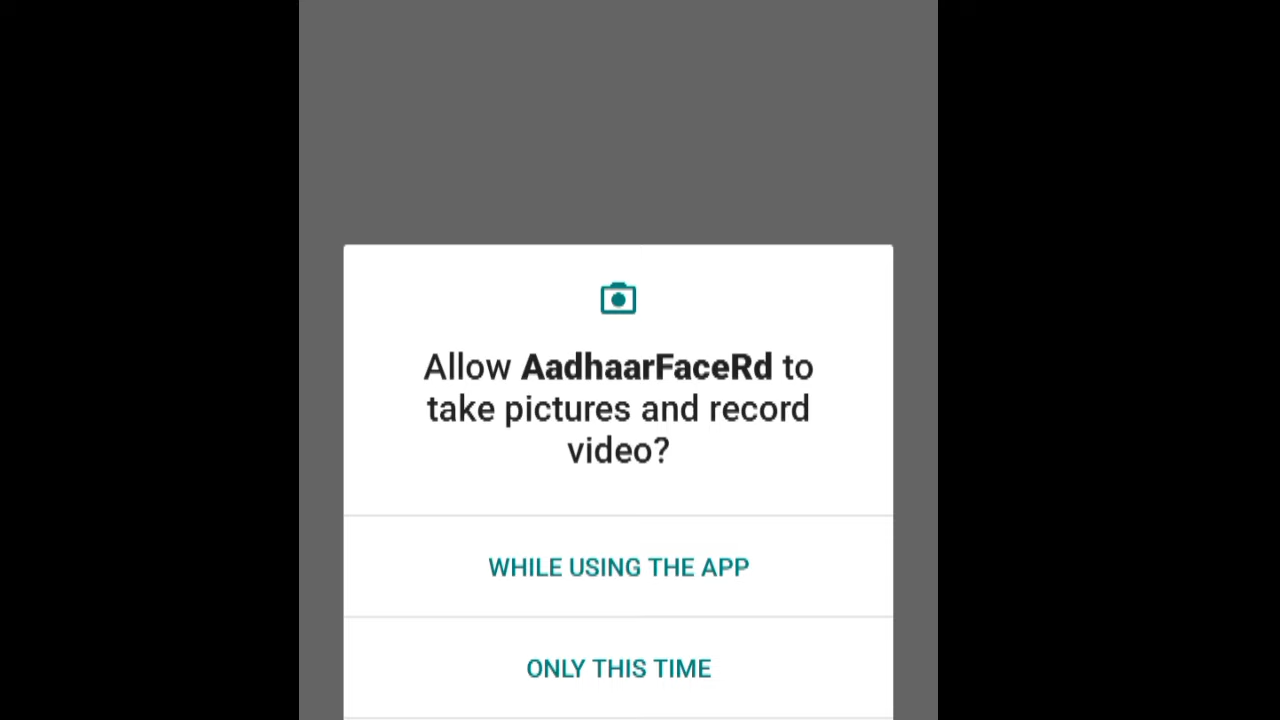 Allow AadhaarFaceRd to
take pictures and record
video?
WHILE USING THE APP
ONLY THIS TIME